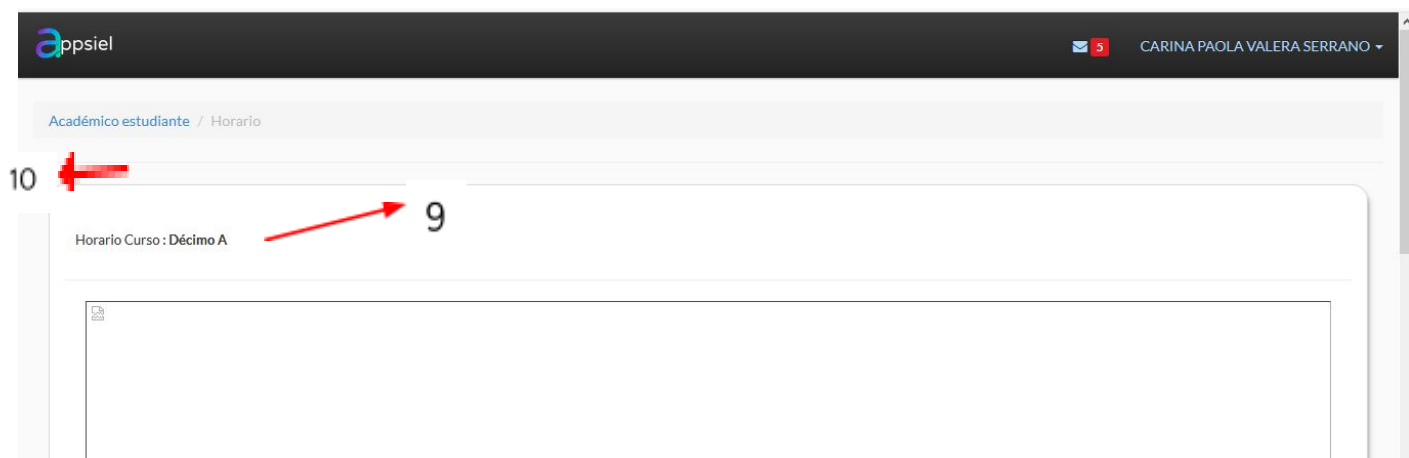 appsiel
5 CARINA PAOLA VALERA SERRANO
Académico estudiante / Horario
10
9
Horario Curso : Décimo A